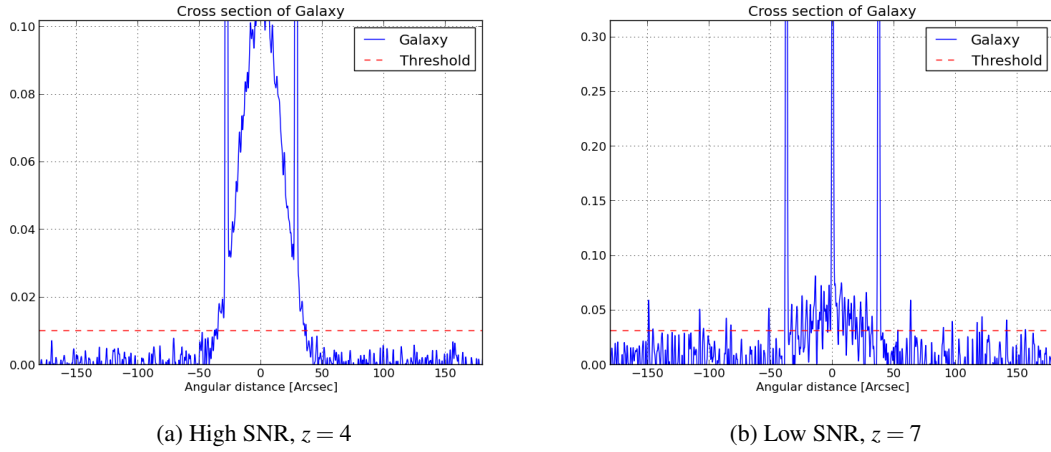 Cross section of Galaxy
Galaxy
Threshold
0.10
0.08
0.06
0.04
0.02
0.00
−150
−100
−50
0
50
100
150
Angular distance [Arcsec]
(a) High SNR, z = 4
Cross section of Galaxy
Galaxy
Threshold
0.30
0.25
0.20
0.15
0.10
0.05
0.00
−150
−100
−50
0
50
100
150
Angular distance [Arcsec]
(b) Low SNR, z = 7